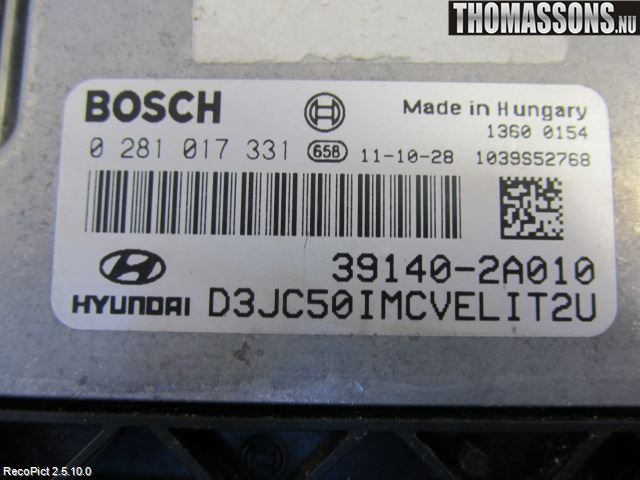 THOMASSONS.NU
BOSCH
Made in Hungary
1360 0154
0 281 017 331 658 11-10-28 1039S52768
39140-2A010
HYUNDAI D3JC50IMCVELIT2U
RecoPict 2.5.10.0